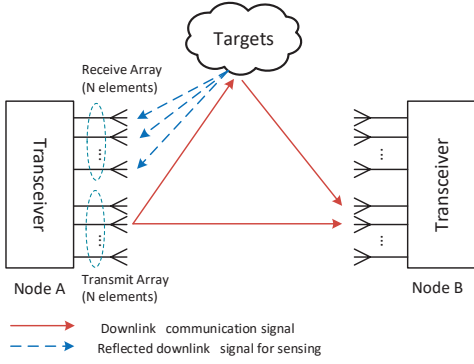 Targets
Receive Array
(N elements)
Transceiver
...
...
Transmit Array
(N elements)
Node A
Transceiver
...
...
Node B
Downlink communication signal
Reflected downlink signal for sensing